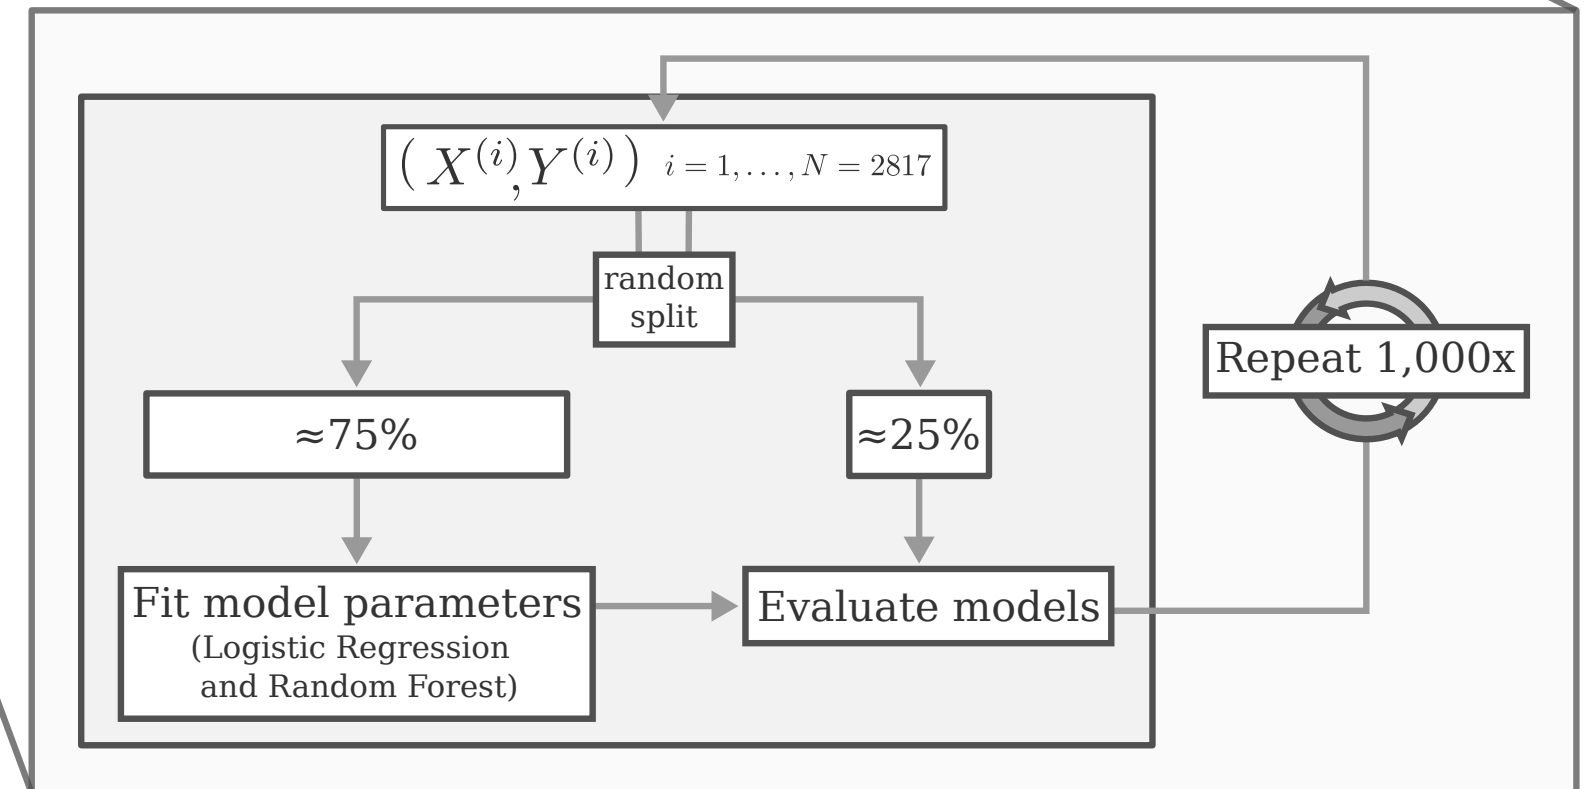 (X⁽ⁱ⁾, Y⁽ⁱ⁾) i = 1, . . . , N = 2817
random
split
≈75%
≈25%
Repeat 1,000x
Fit model parameters
(Logistic Regression
and Random Forest)
Evaluate models